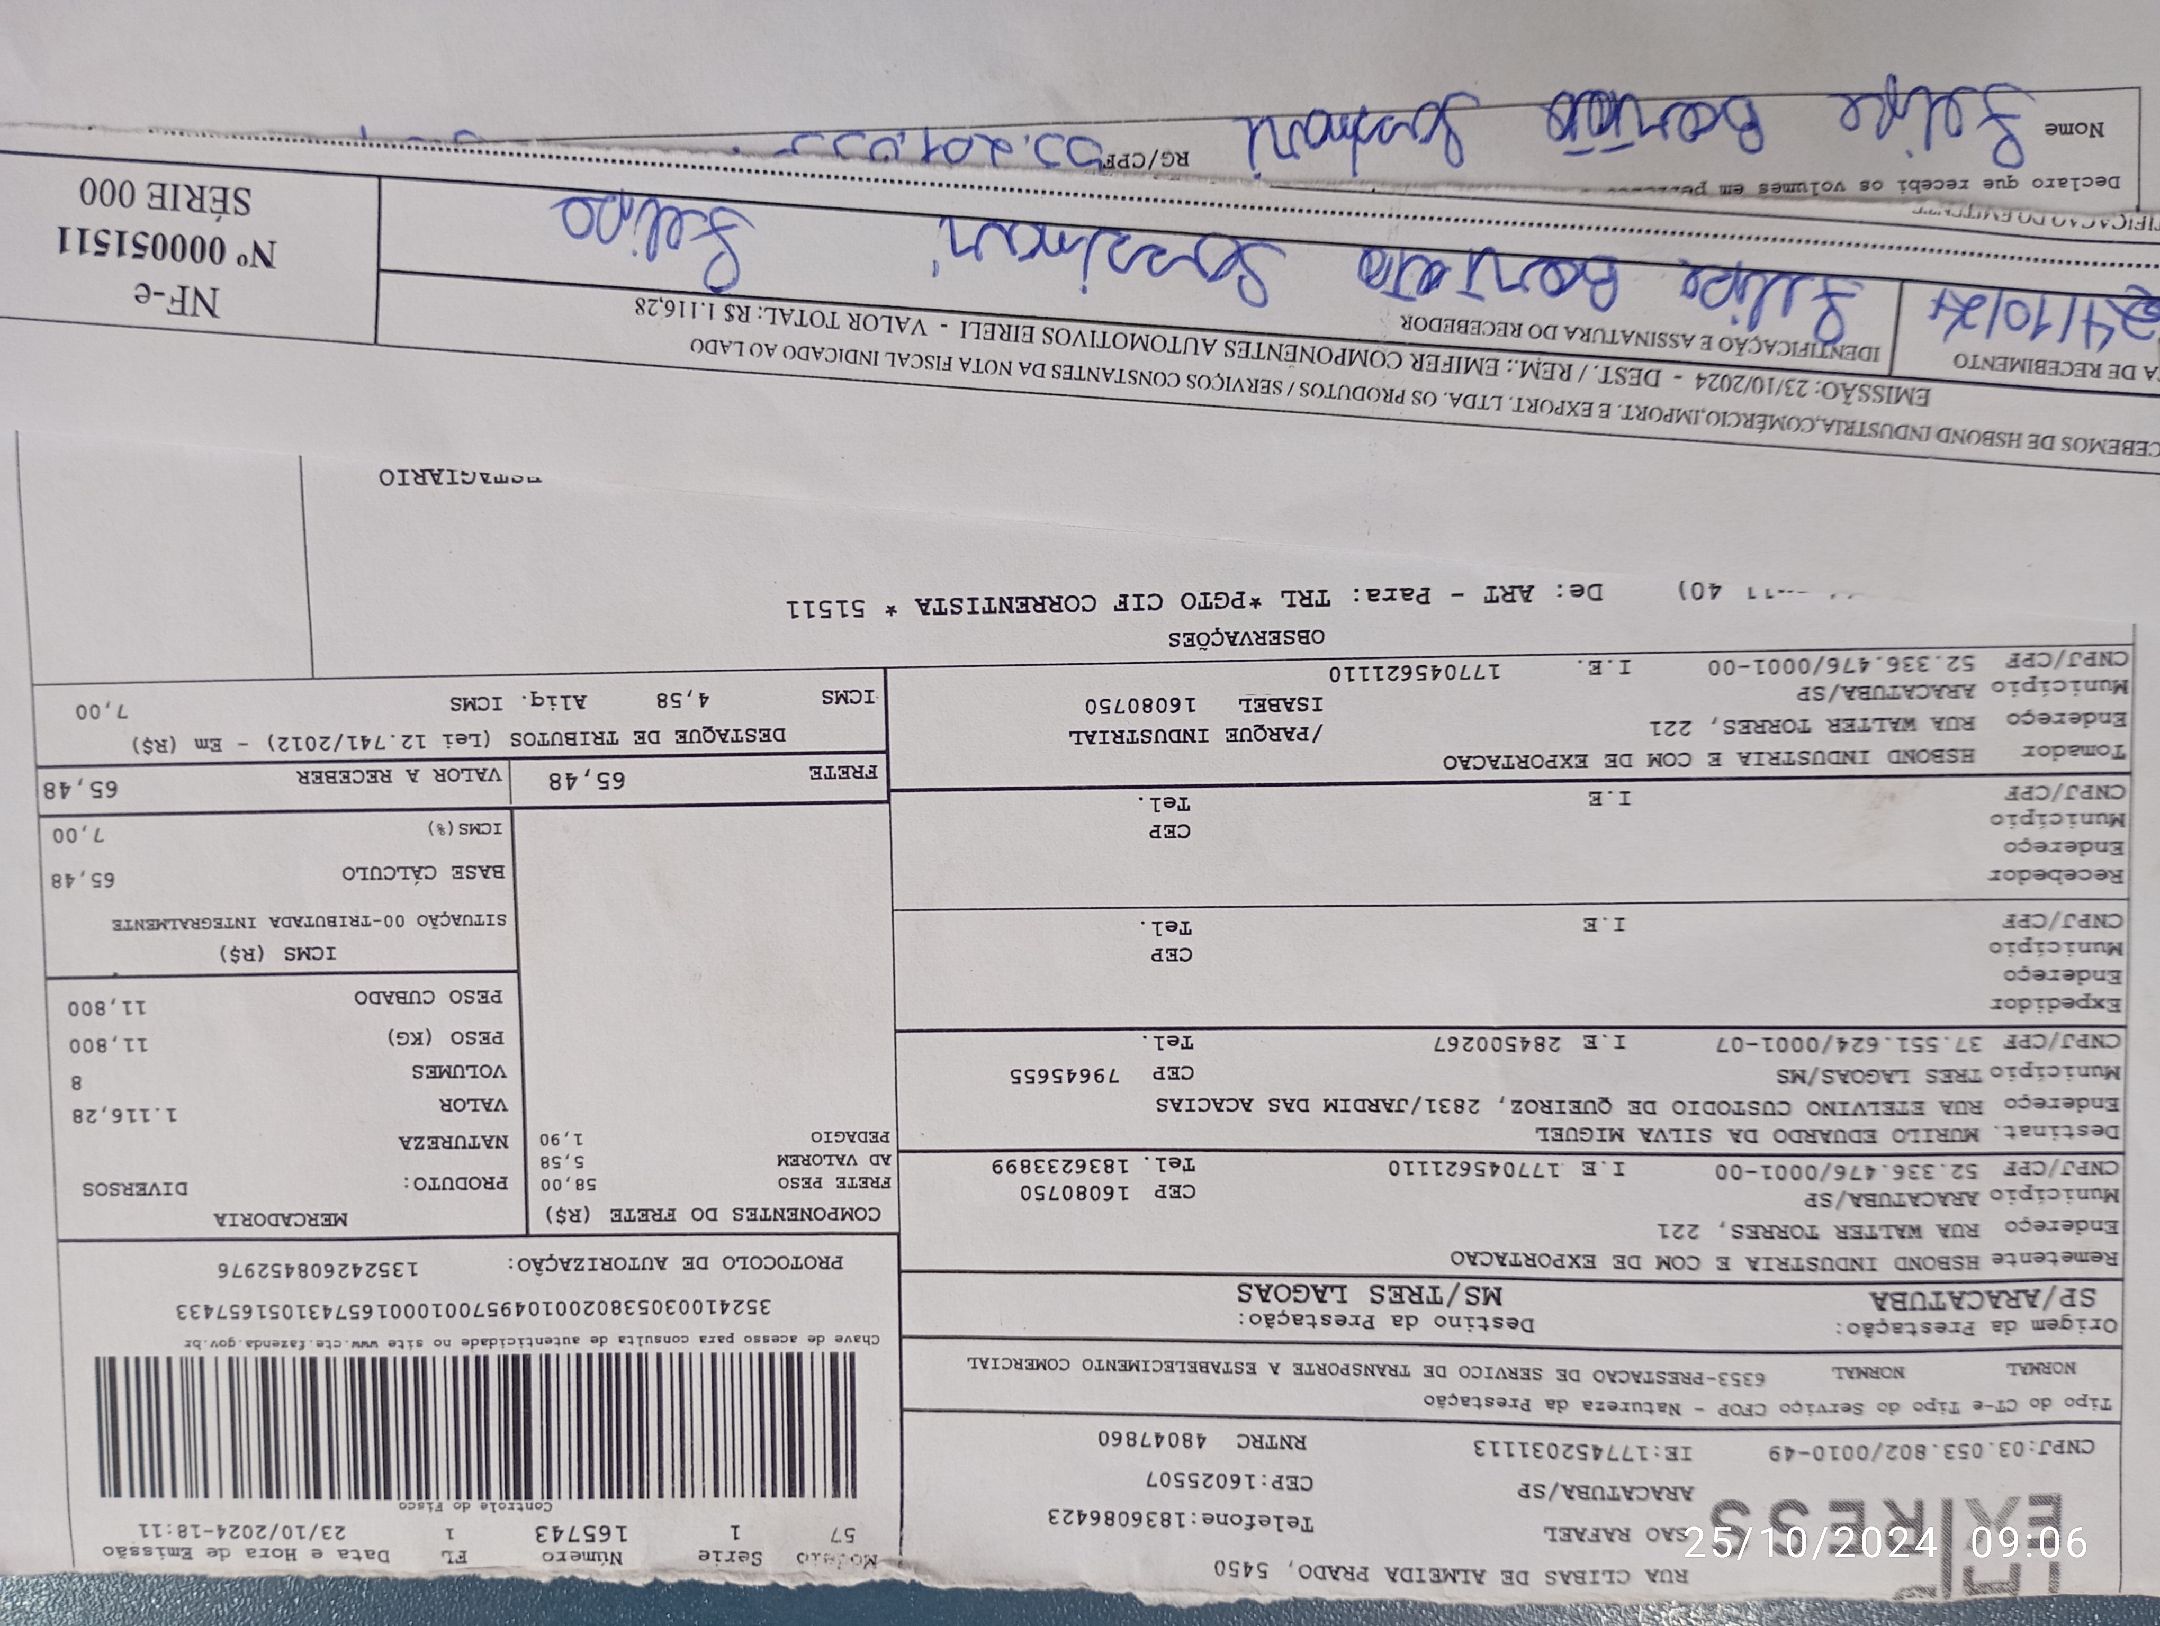 RUA CLIBAS DE ALMEIDA PRADO, 5450
SAO RAFAEL
Telefone:1836086423
ARACATUBA/SP
CEP:16025507
CNPJ:03.053.802/0010-49 IE:177452031113 RNTRC 48047860
EXPRESS
Modelo Serie Número FL Data e Hora de Emissão
57 1 165743 1 23/10/2024-18:11
Controle do Fisco
Tipo do CT-e Tipo do Serviço CFOP - Natureza da Prestação
NORMAL NORMAL 6353-PRESTACAO DE SERVICO DE TRANSPORTE A ESTABELECIMENTO COMERCIAL
Chave de acesso para consulta de autenticidade no site www.cte.fazenda.gov.br
35241003053802001049570010001657431051657433
PROTOCOLO DE AUTORIZAÇÃO: 135242608452976
Origem da Prestação: Destino da Prestação:
SP/ARACATUBA MS/TRES LAGOAS
Remetente HSBOND INDUSTRIA E COM DE EXPORTACAO
Endereço RUA WALTER TORRES, 221
Município ARACATUBA/SP CEP 16080750
CNPJ/CPF 52.336.476/0001-00 I.E 177045621110 Tel. 1836233899
Destinat. MURILO EDUARDO DA SILVA MIGUEL
Endereço RUA ETELVINO CUSTODIO DE QUEIROZ, 2831/JARDIM DAS ACACIAS
Município TRES LAGOAS/MS CEP 79645655
CNPJ/CPF 37.551.624/0001-07 I.E 284500267 Tel.
Expedidor
Endereço
Município CEP
CNPJ/CPF I.E Tel.
Recebedor
Endereço
Município CEP
CNPJ/CPF I.E Tel.
Tomador HSBOND INDUSTRIA E COM DE EXPORTACAO
Endereço RUA WALTER TORRES, 221 /PARQUE INDUSTRIAL
Município ARACATUBA/SP ISABEL 16080750
CNPJ/CPF 52.336.476/0001-00 I.E. 177045621110
COMPONENTES DO FRETE (R$)
FRETE PESO 58,00
AD VALOREM 5,58
PEDAGIO 1,90
MERCADORIA
PRODUTO: DIVERSOS
NATUREZA
VALOR 1.116,28
VOLUMES 8
PESO (KG) 11,800
PESO CUBADO 11,800
ICMS (R$)
SITUAÇÃO 00-TRIBUTADA INTEGRALMENTE
BASE CÁLCULO 65,48
ICMS(%) 7,00
FRETE 65,48 VALOR A RECEBER 65,48
DESTAQUE DE TRIBUTOS (Lei 12.741/2012) - Em (R$)
ICMS 4,58 Aliq. ICMS 7,00
OBSERVAÇÕES
40) De: ART - Para: TRL *PGTO CIF CORRENTISTA * 51511
CEBEMOS DE HSBOND INDUSTRIA,COMÉRCIO,IMPORT. E EXPORT. LTDA. OS PRODUTOS / SERVIÇOS CONSTANTES DA NOTA FISCAL INDICADO AO LADO
EMISSÃO: 23/10/2024 - DEST. / REM.: EMIFER COMPONENTES AUTOMOTIVOS EIRELI - VALOR TOTAL: R$ 1.116,28
A DE RECEBIMENTO IDENTIFICAÇÃO E ASSINATURA DO RECEBEDOR
24/10/24 Felipe Felipe
NF-e
Nº 000051511
SÉRIE 000
Declaro que recebi os volumes em
Nome Felipe RG/CPF
25/10/2024 09:06